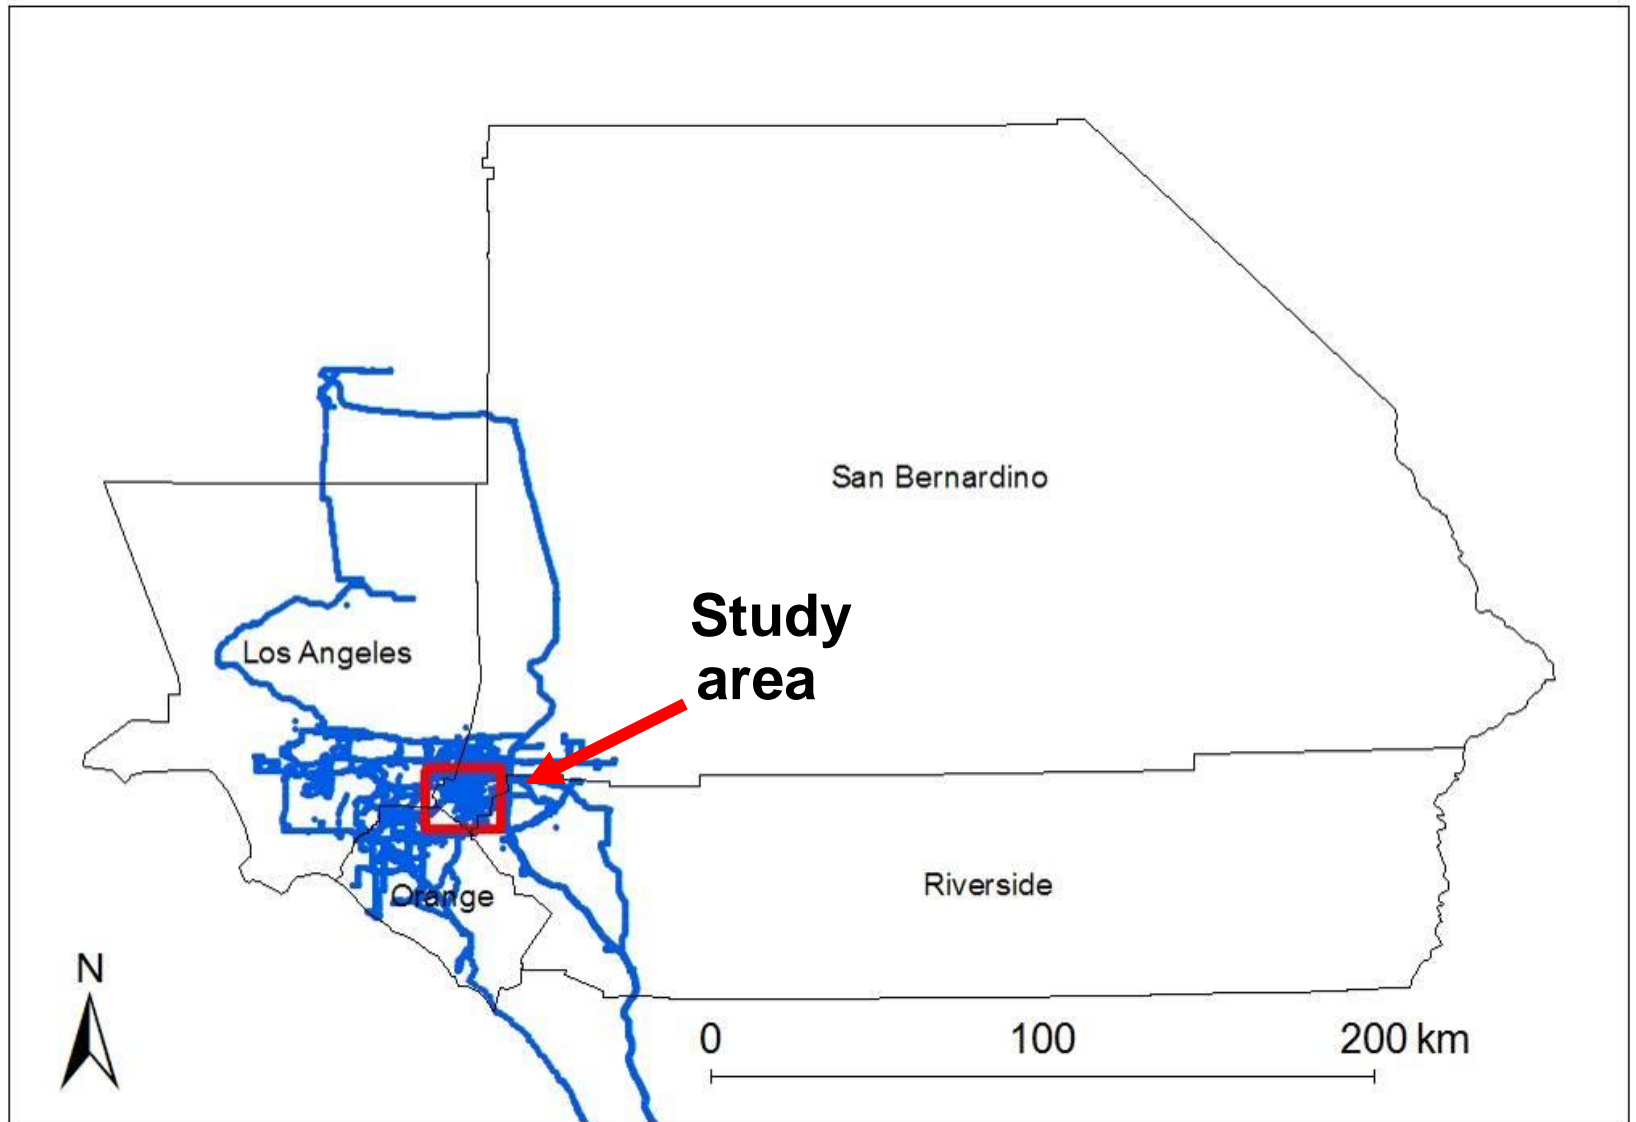 San Bernardino
Study
area
Los Angeles
Riverside
Orange
N
0 100 200 km